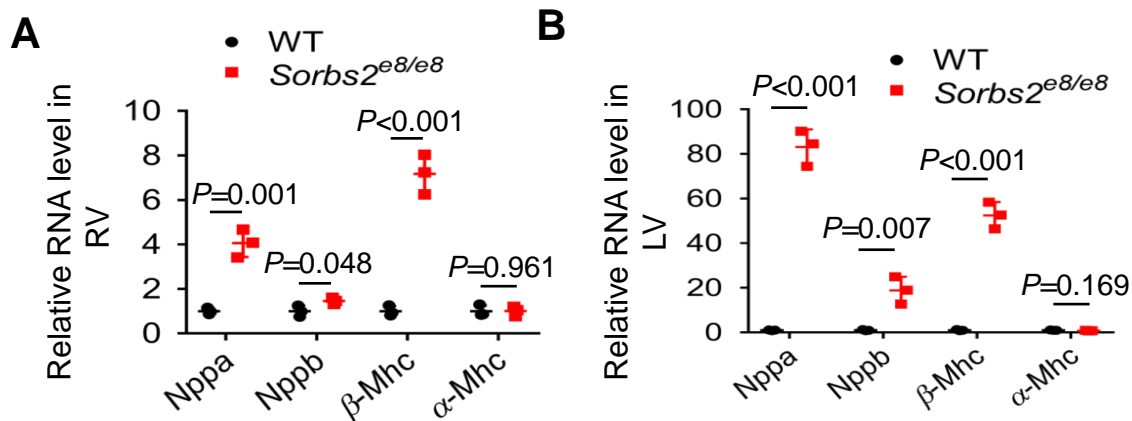 A
WT
Sorbs2e8/e8
Relative RNA level in
RV
10
8
6
4
2
0
P=0.001
P=0.048
P<0.001
P=0.961
Nppa
Nppb
β-Mhc
α-Mhc
B
WT
Sorbs2e8/e8
Relative RNA level in
LV
100
80
60
40
20
0
P<0.001
P=0.007
P<0.001
P=0.169
Nppa
Nppb
β-Mhc
α-Mhc